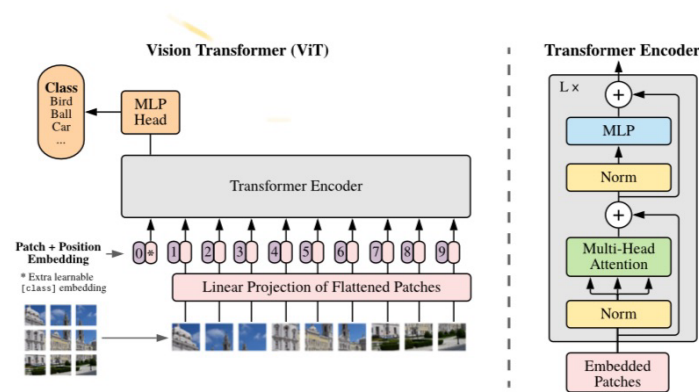 Vision Transformer (ViT)
Class
Bird
Ball
Car
...
MLP
Head
Transformer Encoder
Patch + Position
Embedding
0 * 1 2 3 4 5 6 7 8 9
* Extra learnable
[class] embedding
Linear Projection of Flattened Patches
Transformer Encoder
L x
+
MLP
Norm
+
Multi-Head
Attention
Norm
Embedded
Patches